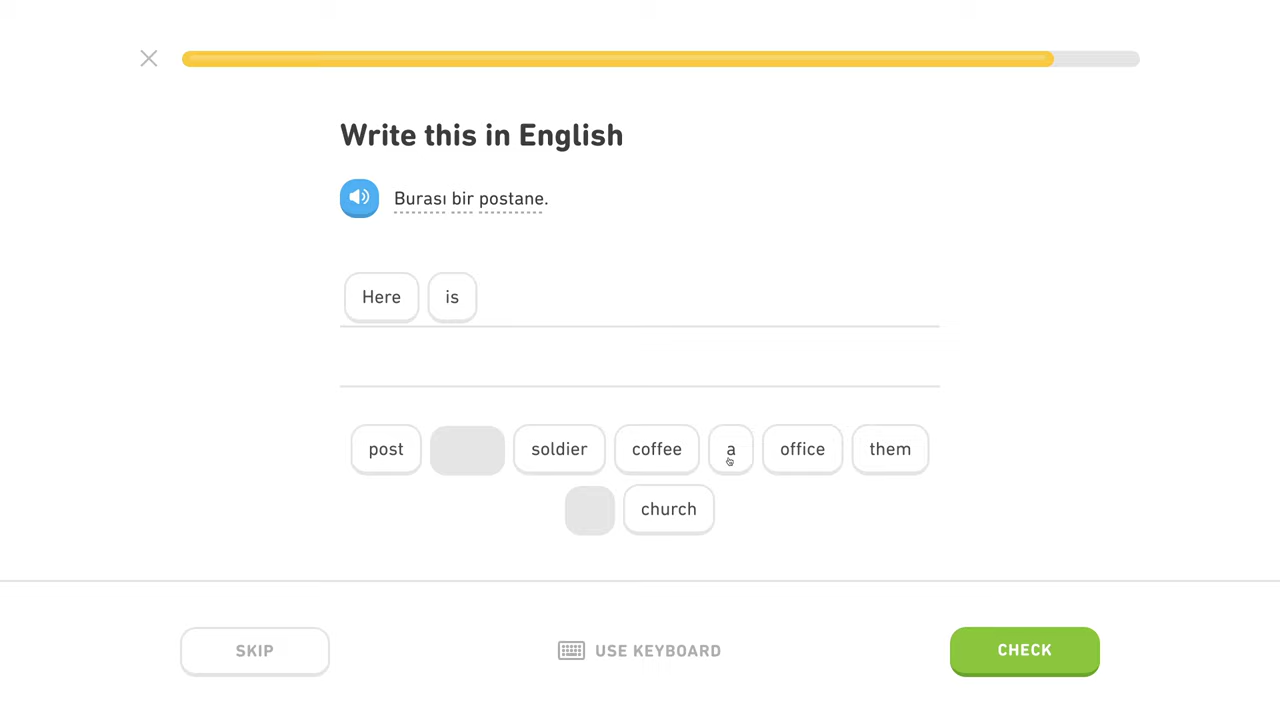 Write this in English
Burası bir postane.
Here is
post soldier coffee a office them
church
SKIP USE KEYBOARD CHECK